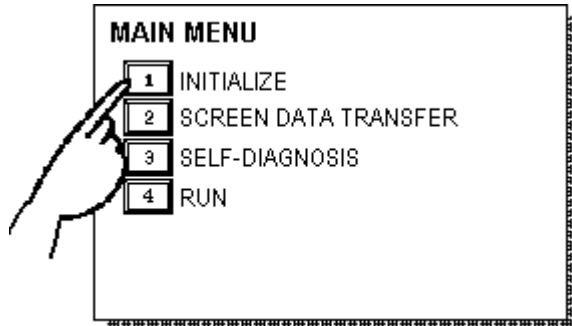 MAIN MENU
1 INITIALIZE
2 SCREEN DATA TRANSFER
3 SELF-DIAGNOSIS
4 RUN